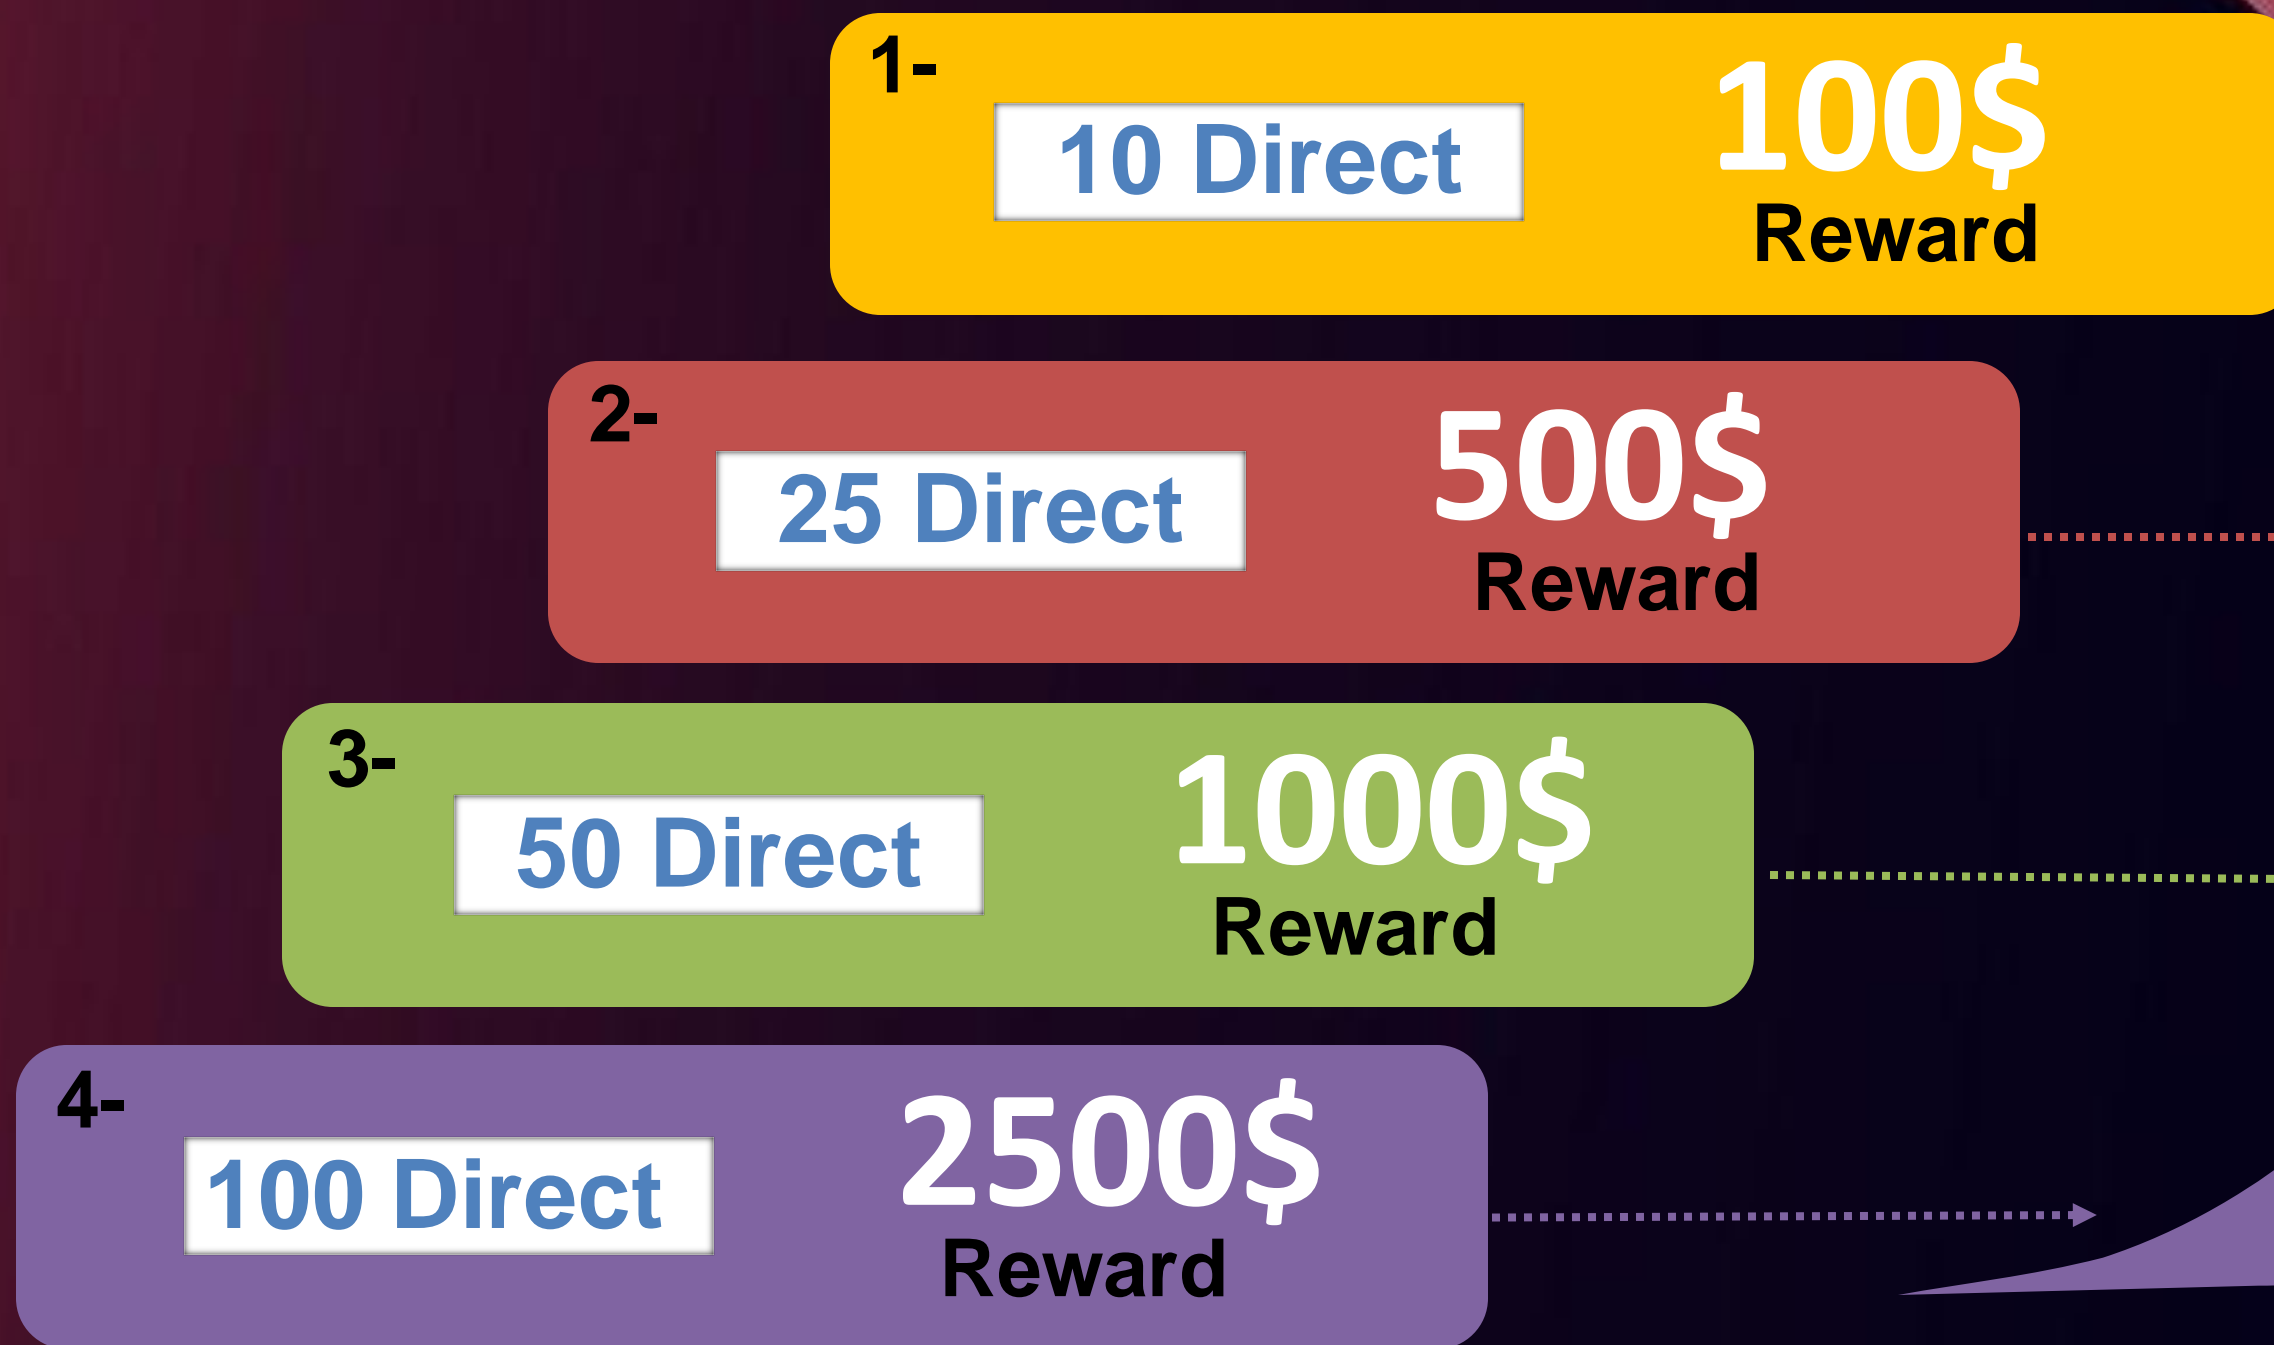 1-
10 Direct
100$
Reward
2-
25 Direct
500$
Reward
3-
50 Direct
1000$
Reward
4-
100 Direct
2500$
Reward